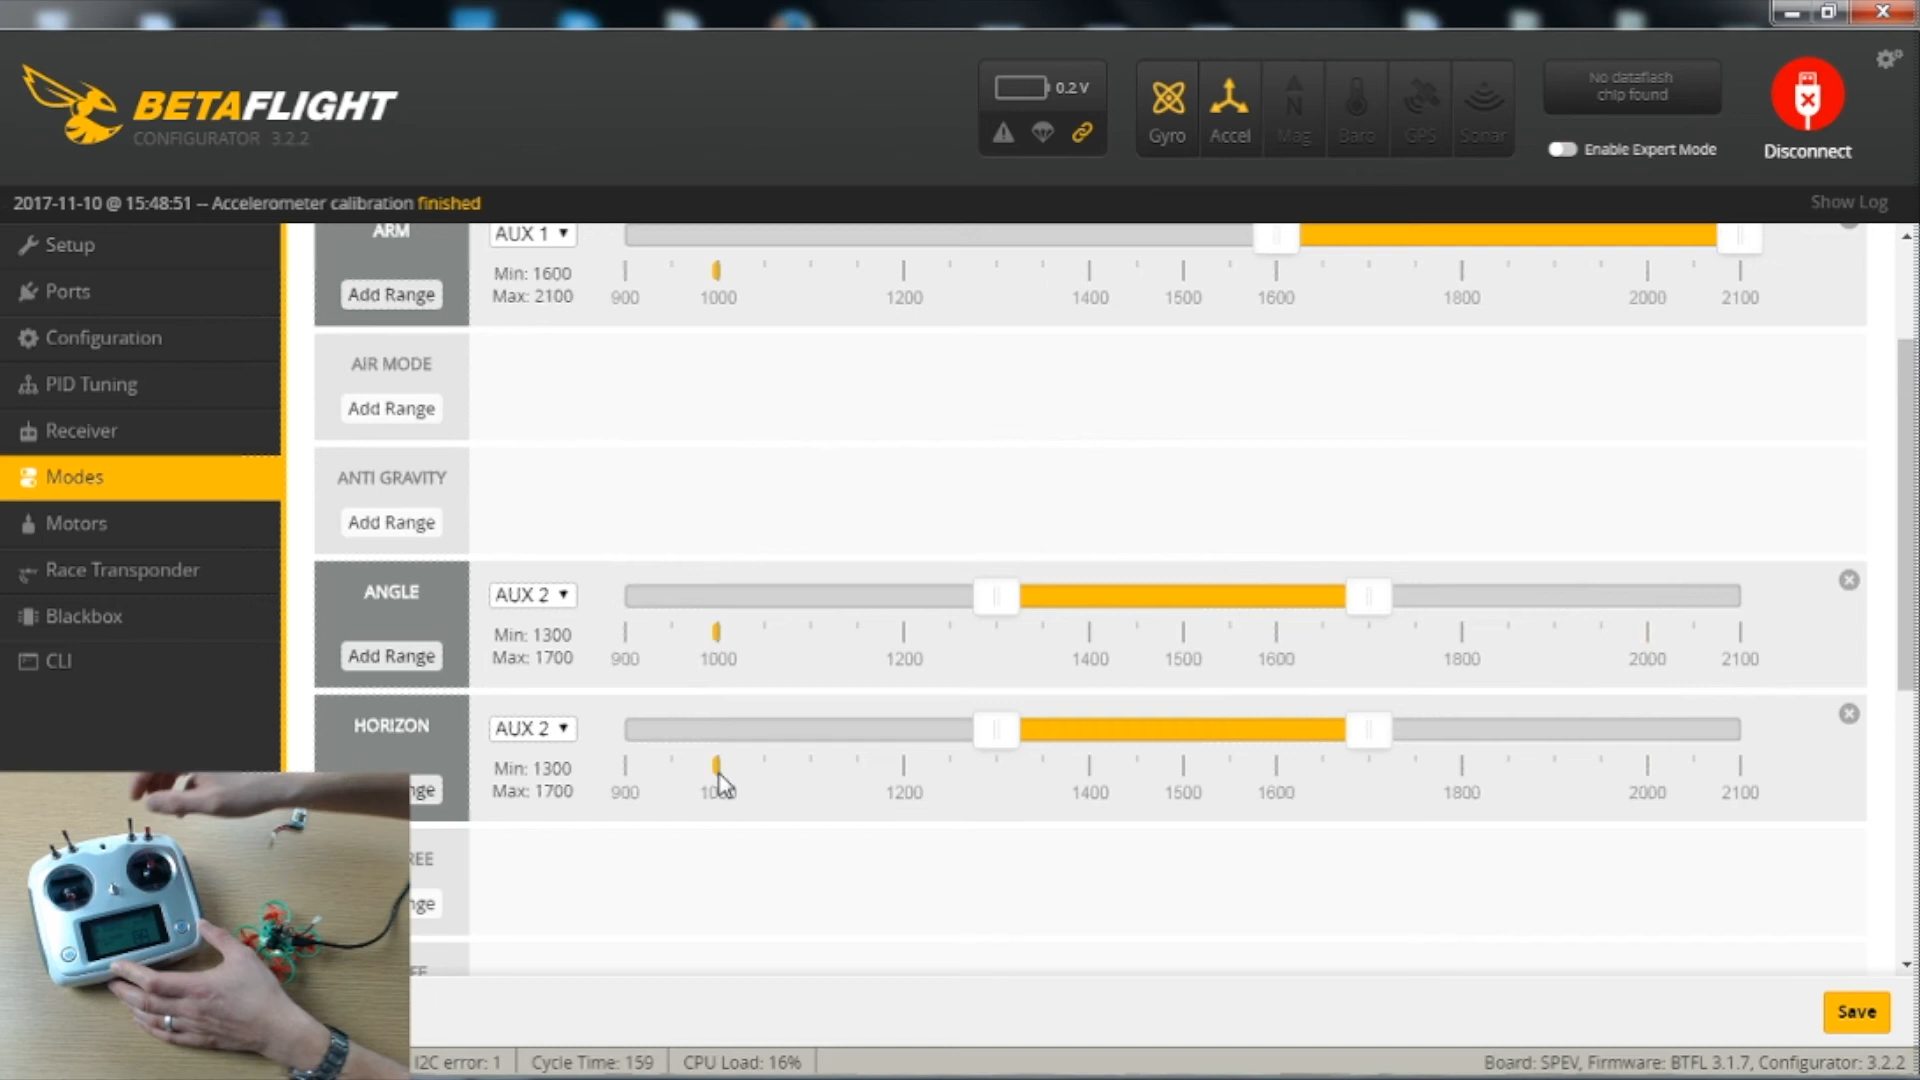 BETAFLIGHT
CONFIGURATOR 3.2.2
0.2 V
Gyro
Accel
Mag
Baro
GPS
Sonar
No dataflash
chip found
Enable Expert Mode
Disconnect
2017-11-10 @ 15:48:51 -- Accelerometer calibration finished
Show Log
Setup
Ports
Configuration
PID Tuning
Receiver
Modes
Motors
Race Transponder
Blackbox
CLI
ARM
Add Range
AUX 1
Min: 1600
Max: 2100
900 1000 1200 1400 1500 1600 1800 2000 2100
AIR MODE
Add Range
ANTI GRAVITY
Add Range
ANGLE
Add Range
AUX 2
Min: 1300
Max: 1700
900 1000 1200 1400 1500 1600 1800 2000 2100
HORIZON
nge
AUX 2
Min: 1300
Max: 1700
900 1000 1200 1400 1500 1600 1800 2000 2100
REE
nge
Save
I2C error: 1
Cycle Time: 159
CPU Load: 16%
Board: SPEV, Firmware: BTFL 3.1.7, Configurator: 3.2.2